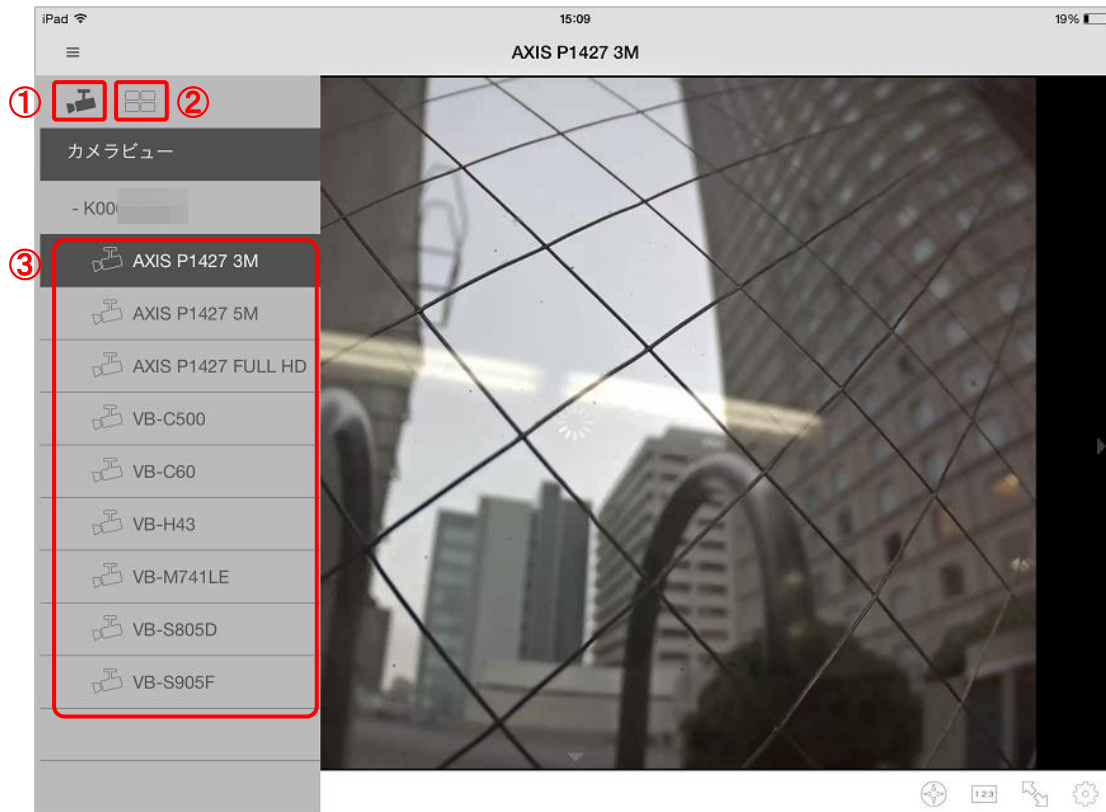 iPad 15:09 19%
≡ AXIS P1427 3M
① ②
カメラビュー
- K00
③
AXIS P1427 3M
AXIS P1427 5M
AXIS P1427 FULL HD
VB-C500
VB-C60
VB-H43
VB-M741LE
VB-S805D
VB-S905F
123